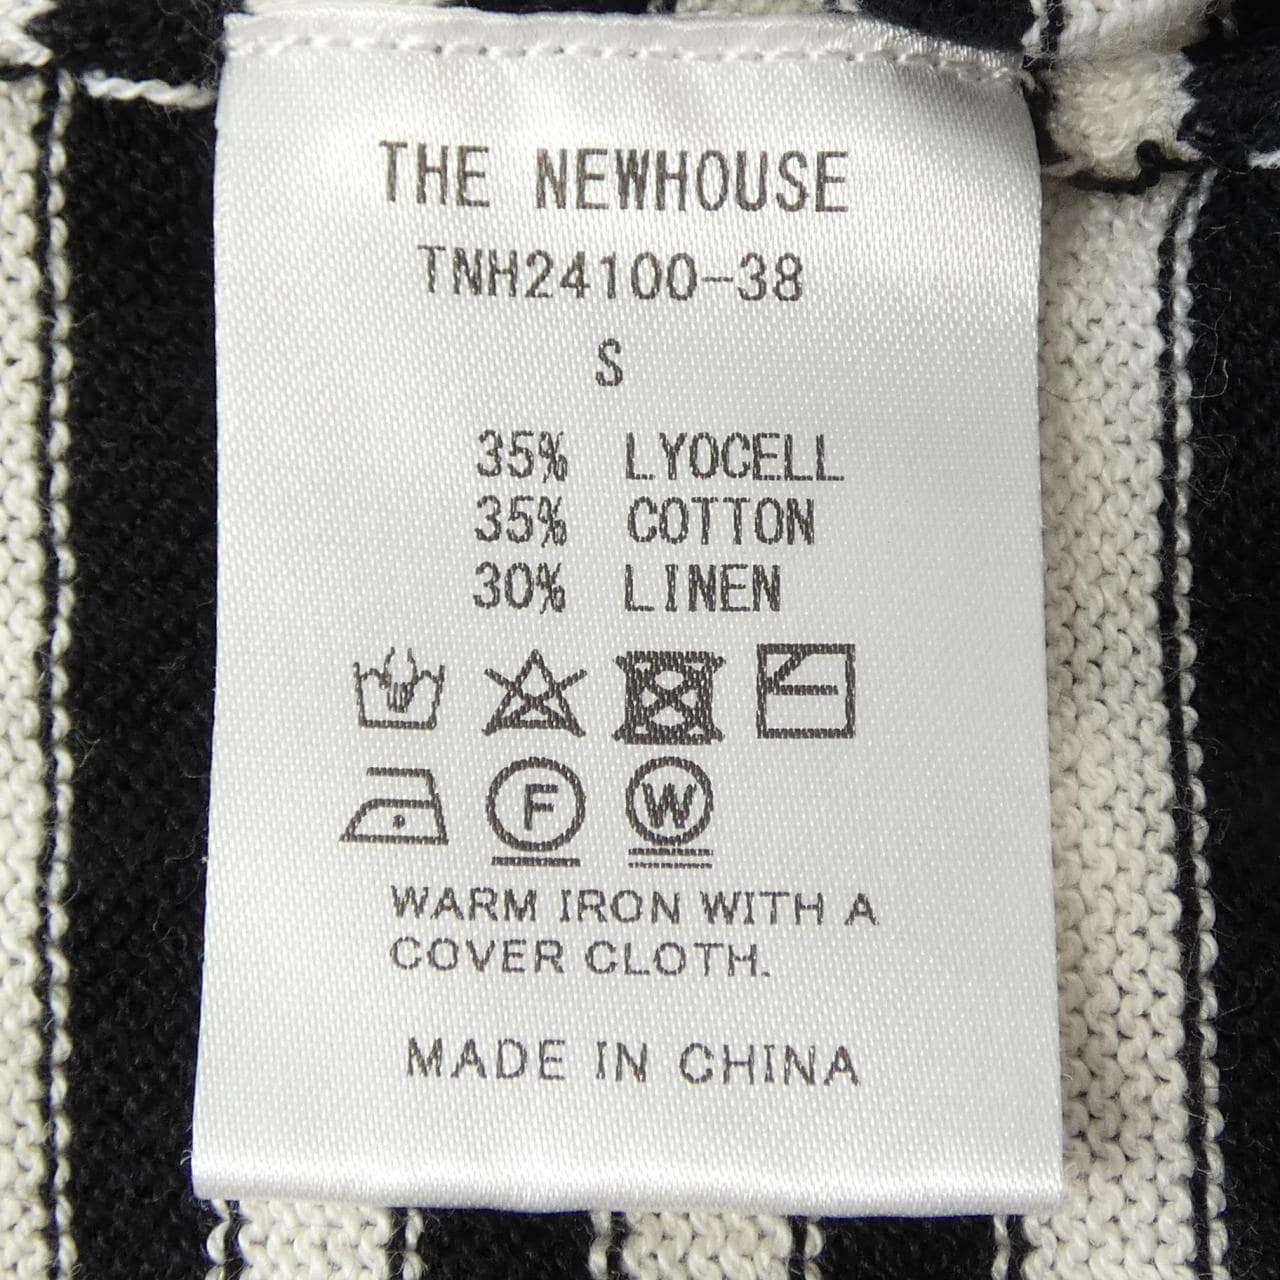 THE NEWHOUSE
TNH24100-38
S
35% LYOCELL
35% COTTON
30% LINEN
F W
WARM IRON WITH A
COVER CLOTH.
MADE IN CHINA